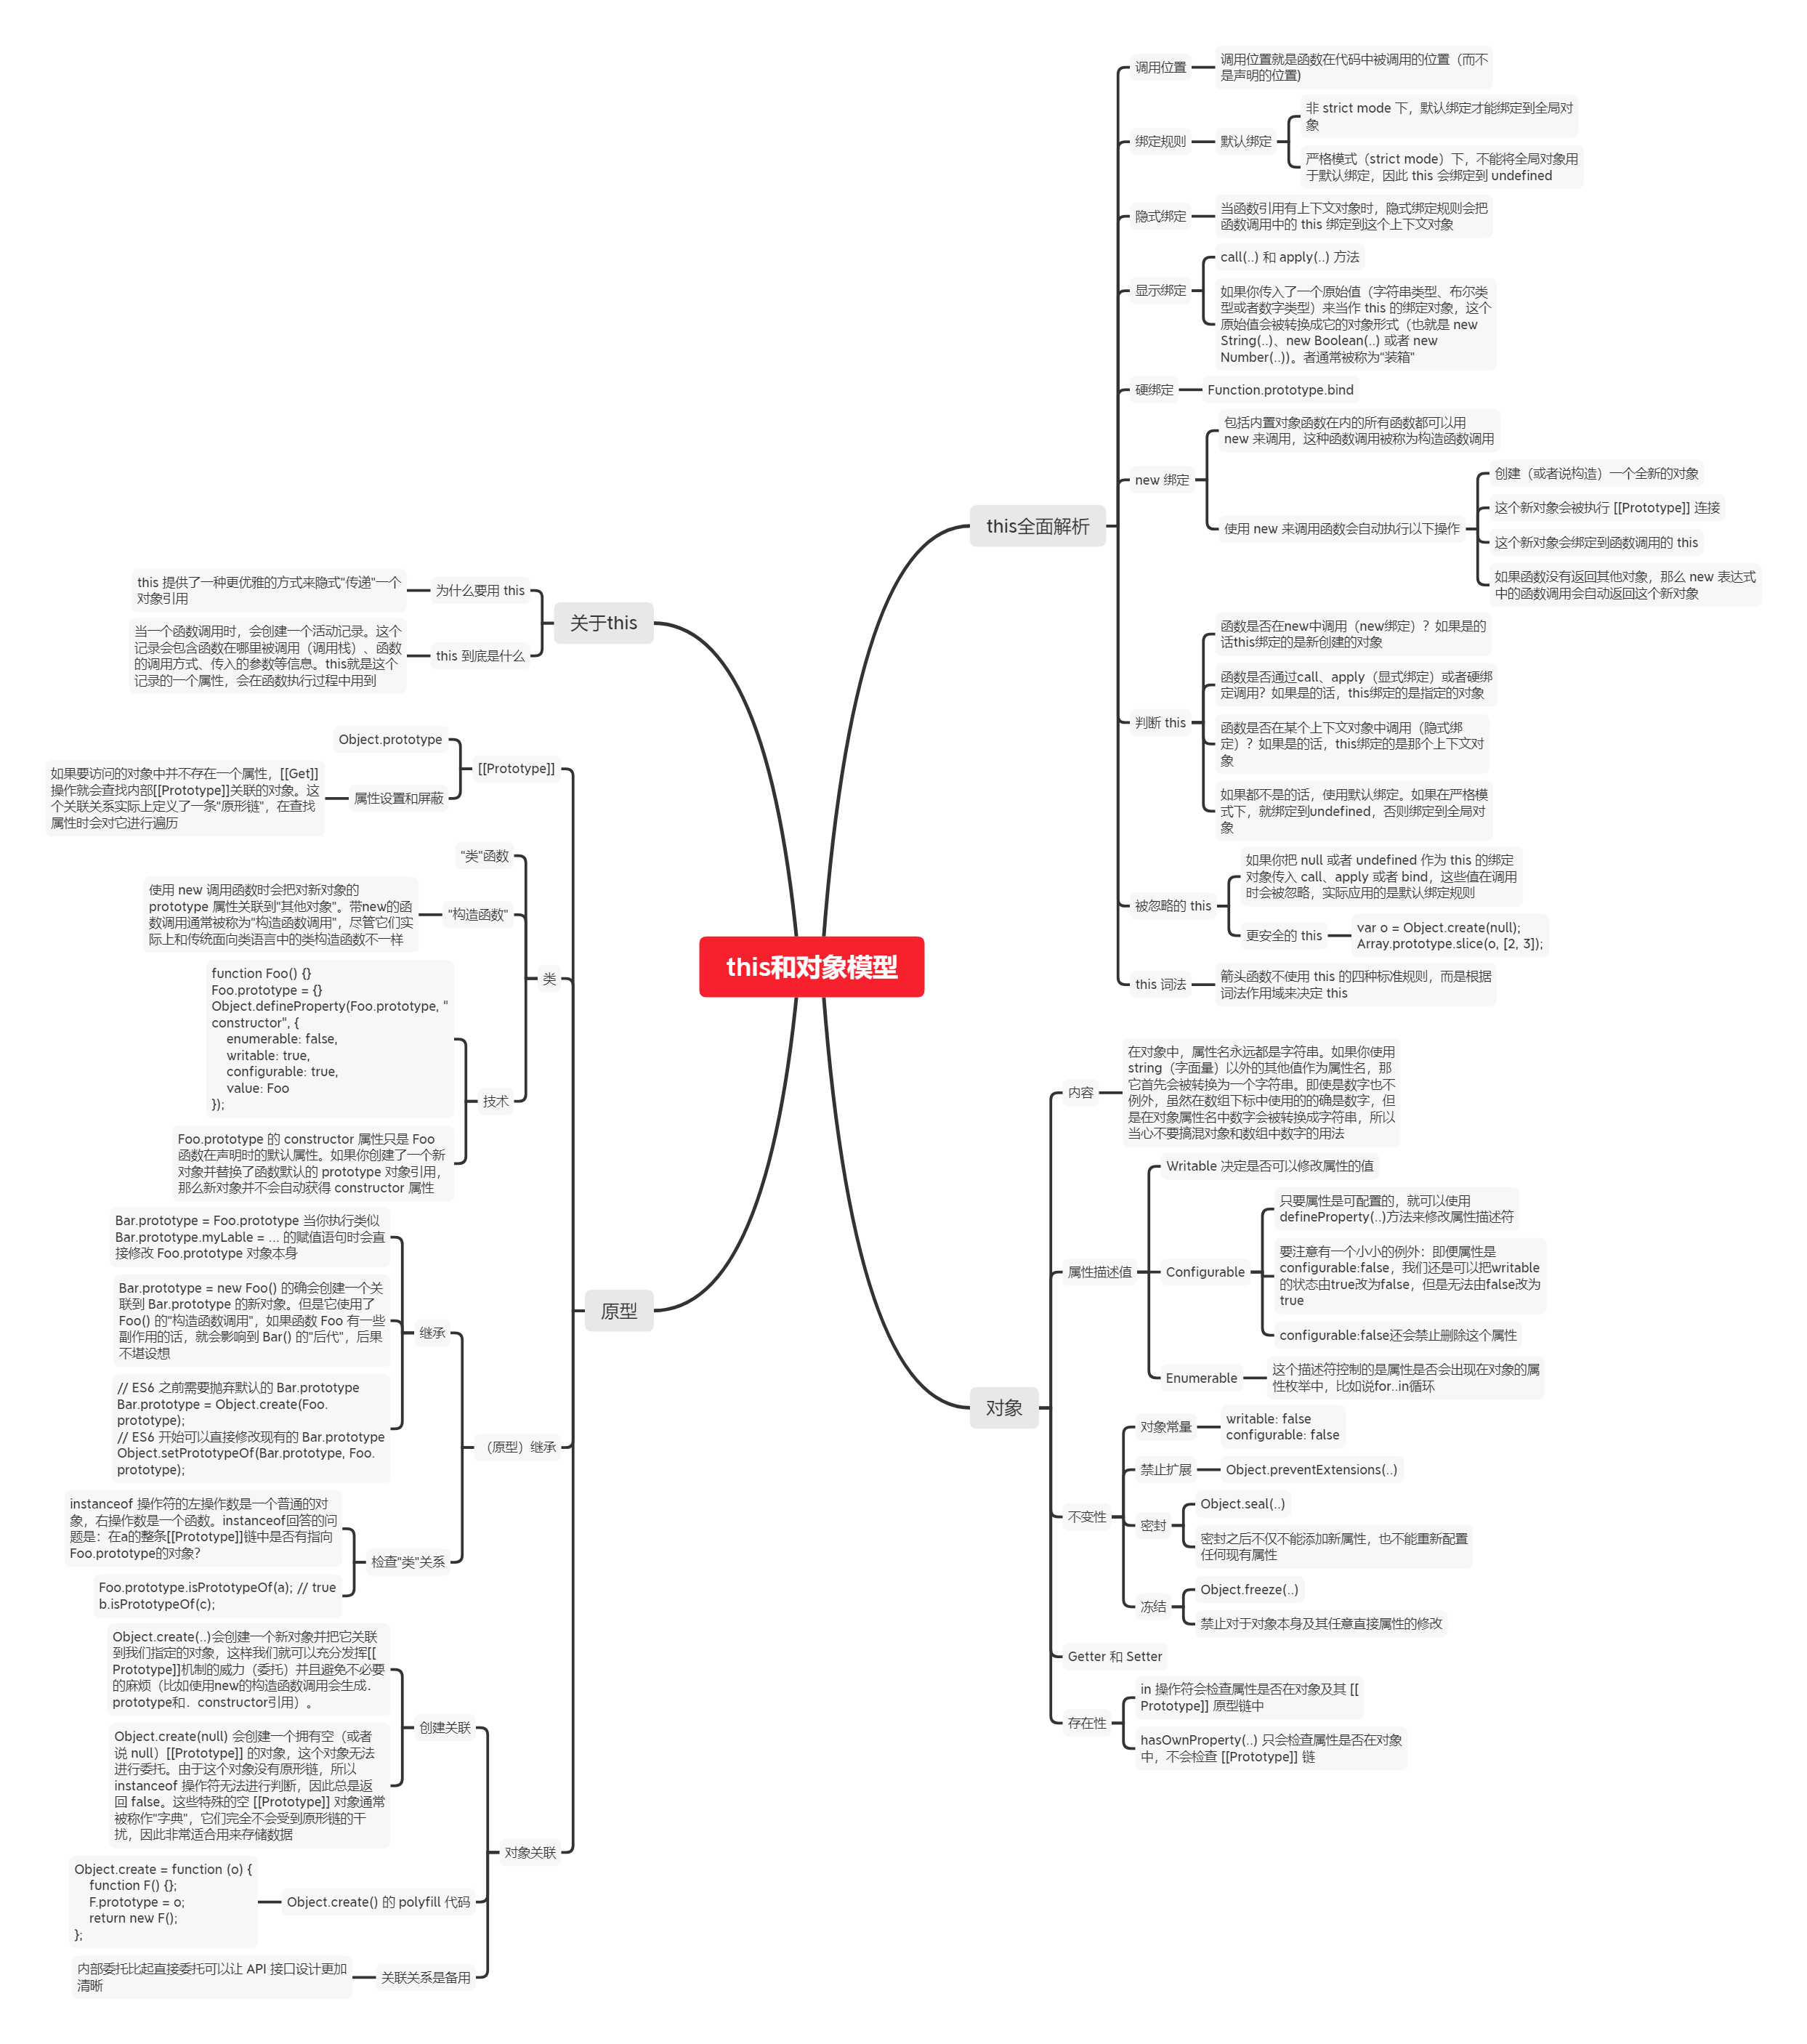 this和对象模型
this全面解析
调用位置
调用位置就是函数在代码中被调用的位置（而不
是声明的位置)
绑定规则
默认绑定
非 strict mode 下，默认绑定才能绑定到全局对
象
严格模式（strict mode）下，不能将全局对象用
于默认绑定，因此 this 会绑定到 undefined
隐式绑定
当函数引用有上下文对象时，隐式绑定规则会把
函数调用中的 this 绑定到这个上下文对象
显示绑定
call(..) 和 apply(..) 方法
如果你传入了一个原始值（字符串类型、布尔类
型或者数字类型）来当作 this 的绑定对象，这个
原始值会被转换成它的对象形式（也就是 new
String(..)、new Boolean(..) 或者 new
Number(..)）。者通常被称为"装箱"
硬绑定
Function.prototype.bind
new 绑定
包括内置对象函数在内的所有函数都可以用
new 来调用，这种函数调用被称为构造函数调用
使用 new 来调用函数会自动执行以下操作
创建（或者说构造）一个全新的对象
这个新对象会被执行 [[Prototype]] 连接
这个新对象会绑定到函数调用的 this
如果函数没有返回其他对象，那么 new 表达式
中的函数调用会自动返回这个新对象
判断 this
函数是否在new中调用（new绑定）？如果是的
话this绑定的是新创建的对象
函数是否通过call、apply（显式绑定）或者硬绑
定调用？如果是的话，this绑定的是指定的对象
函数是否在某个上下文对象中调用（隐式绑
定）？如果是的话，this绑定的是那个上下文对
象
如果都不是的话，使用默认绑定。如果在严格模
式下，就绑定到undefined，否则绑定到全局对
象
被忽略的 this
如果你把 null 或者 undefined 作为 this 的绑定
对象传入 call、apply 或者 bind，这些值在调用
时会被忽略，实际应用的是默认绑定规则
更安全的 this
var o = Object.create(null);
Array.prototype.slice(o, [2, 3]);
this 词法
箭头函数不使用 this 的四种标准规则，而是根据
词法作用域来决定 this
对象
内容
在对象中，属性名永远都是字符串。如果你使用
string（字面量）以外的其他值作为属性名，那
它首先会被转换为一个字符串。即使是数字也不
例外，虽然在数组下标中使用的的确是数字，但
是在对象属性名中数字会被转换成字符串，所以
当心不要搞混对象和数组中数字的用法
属性描述值
Writable 决定是否可以修改属性的值
Configurable
只要属性是可配置的，就可以使用
defineProperty(..)方法来修改属性描述符
要注意有一个小小的例外：即便属性是
configurable:false，我们还是可以把writable
的状态由true改为false，但是无法由false改为
true
configurable:false还会禁止删除这个属性
Enumerable
这个描述符控制的是属性是否会出现在对象的属
性枚举中，比如说for..in循环
不变性
对象常量
writable: false
configurable: false
禁止扩展
Object.preventExtensions(..)
密封
Object.seal(..)
密封之后不仅不能添加新属性，也不能重新配置
任何现有属性
冻结
Object.freeze(..)
禁止对于对象本身及其任意直接属性的修改
Getter 和 Setter
存在性
in 操作符会检查属性是否在对象及其 [[
Prototype]] 原型链中
hasOwnProperty(..) 只会检查属性是否在对象
中，不会检查 [[Prototype]] 链
关于this
为什么要用 this
this 提供了一种更优雅的方式来隐式"传递"一个
对象引用
this 到底是什么
当一个函数调用时，会创建一个活动记录。这个
记录会包含函数在哪里被调用（调用栈）、函数
的调用方式、传入的参数等信息。this就是这个
记录的一个属性，会在函数执行过程中用到
原型
[[Prototype]]
Object.prototype
属性设置和屏蔽
如果要访问的对象中并不存在一个属性，[[Get]]
操作就会查找内部[[Prototype]]关联的对象。这
个关联关系实际上定义了一条"原形链"，在查找
属性时会对它进行遍历
类
"类"函数
"构造函数"
使用 new 调用函数时会把对新对象的
prototype 属性关联到"其他对象"。带new的函
数调用通常被称为"构造函数调用"，尽管它们实
际上和传统面向类语言中的类构造函数不一样
技术
function Foo() {}
Foo.prototype = {}
Object.defineProperty(Foo.prototype, "
constructor", {
enumerable: false,
writable: true,
configurable: true,
value: Foo
});
Foo.prototype 的 constructor 属性只是 Foo
函数在声明时的默认属性。如果你创建了一个新
对象并替换了函数默认的 prototype 对象引用，
那么新对象并不会自动获得 constructor 属性
（原型）继承
继承
Bar.prototype = Foo.prototype 当你执行类似
Bar.prototype.myLable = ... 的赋值语句时会直
接修改 Foo.prototype 对象本身
Bar.prototype = new Foo() 的确会创建一个关
联到 Bar.prototype 的新对象。但是它使用了
Foo() 的"构造函数调用"，如果函数 Foo 有一些
副作用的话，就会影响到 Bar() 的"后代"，后果
不堪设想
// ES6 之前需要抛弃默认的 Bar.prototype
Bar.prototype = Object.create(Foo.
prototype);
// ES6 开始可以直接修改现有的 Bar.prototype
Object.setPrototypeOf(Bar.prototype, Foo.
prototype);
检查"类"关系
instanceof 操作符的左操作数是一个普通的对
象，右操作数是一个函数。instanceof回答的问
题是：在a的整条[[Prototype]]链中是否有指向
Foo.prototype的对象？
Foo.prototype.isPrototypeOf(a); // true
b.isPrototypeOf(c);
对象关联
创建关联
Object.create(..)会创建一个新对象并把它关联
到我们指定的对象，这样我们就可以充分发挥[[
Prototype]]机制的威力（委托）并且避免不必要
的麻烦（比如使用new的构造函数调用会生成．
prototype和．constructor引用）。
Object.create(null) 会创建一个拥有空（或者
说 null）[[Prototype]] 的对象，这个对象无法
进行委托。由于这个对象没有原形链，所以
instanceof 操作符无法进行判断，因此总是返
回 false。这些特殊的空 [[Prototype]] 对象通常
被称作"字典"，它们完全不会受到原形链的干
扰，因此非常适合用来存储数据
Object.create() 的 polyfill 代码
Object.create = function (o) {
function F() {};
F.prototype = o;
return new F();
};
关联关系是备用
内部委托比起直接委托可以让 API 接口设计更加
清晰